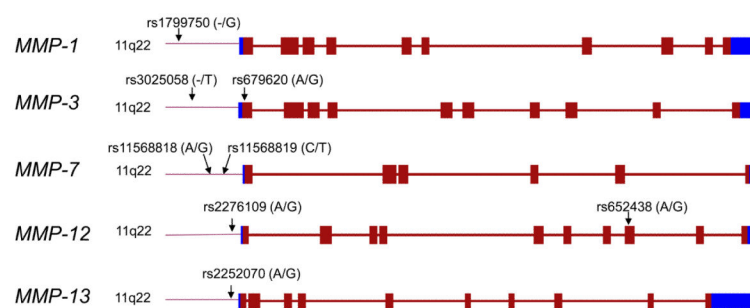 rs1799750 (-/G)
MMP-1 11q22
rs3025058 (-/T) rs679620 (A/G)
MMP-3 11q22
rs11568818 (A/G) rs11568819 (C/T)
MMP-7 11q22
rs2276109 (A/G) rs652438 (A/G)
MMP-12 11q22
rs2252070 (A/G)
MMP-13 11q22